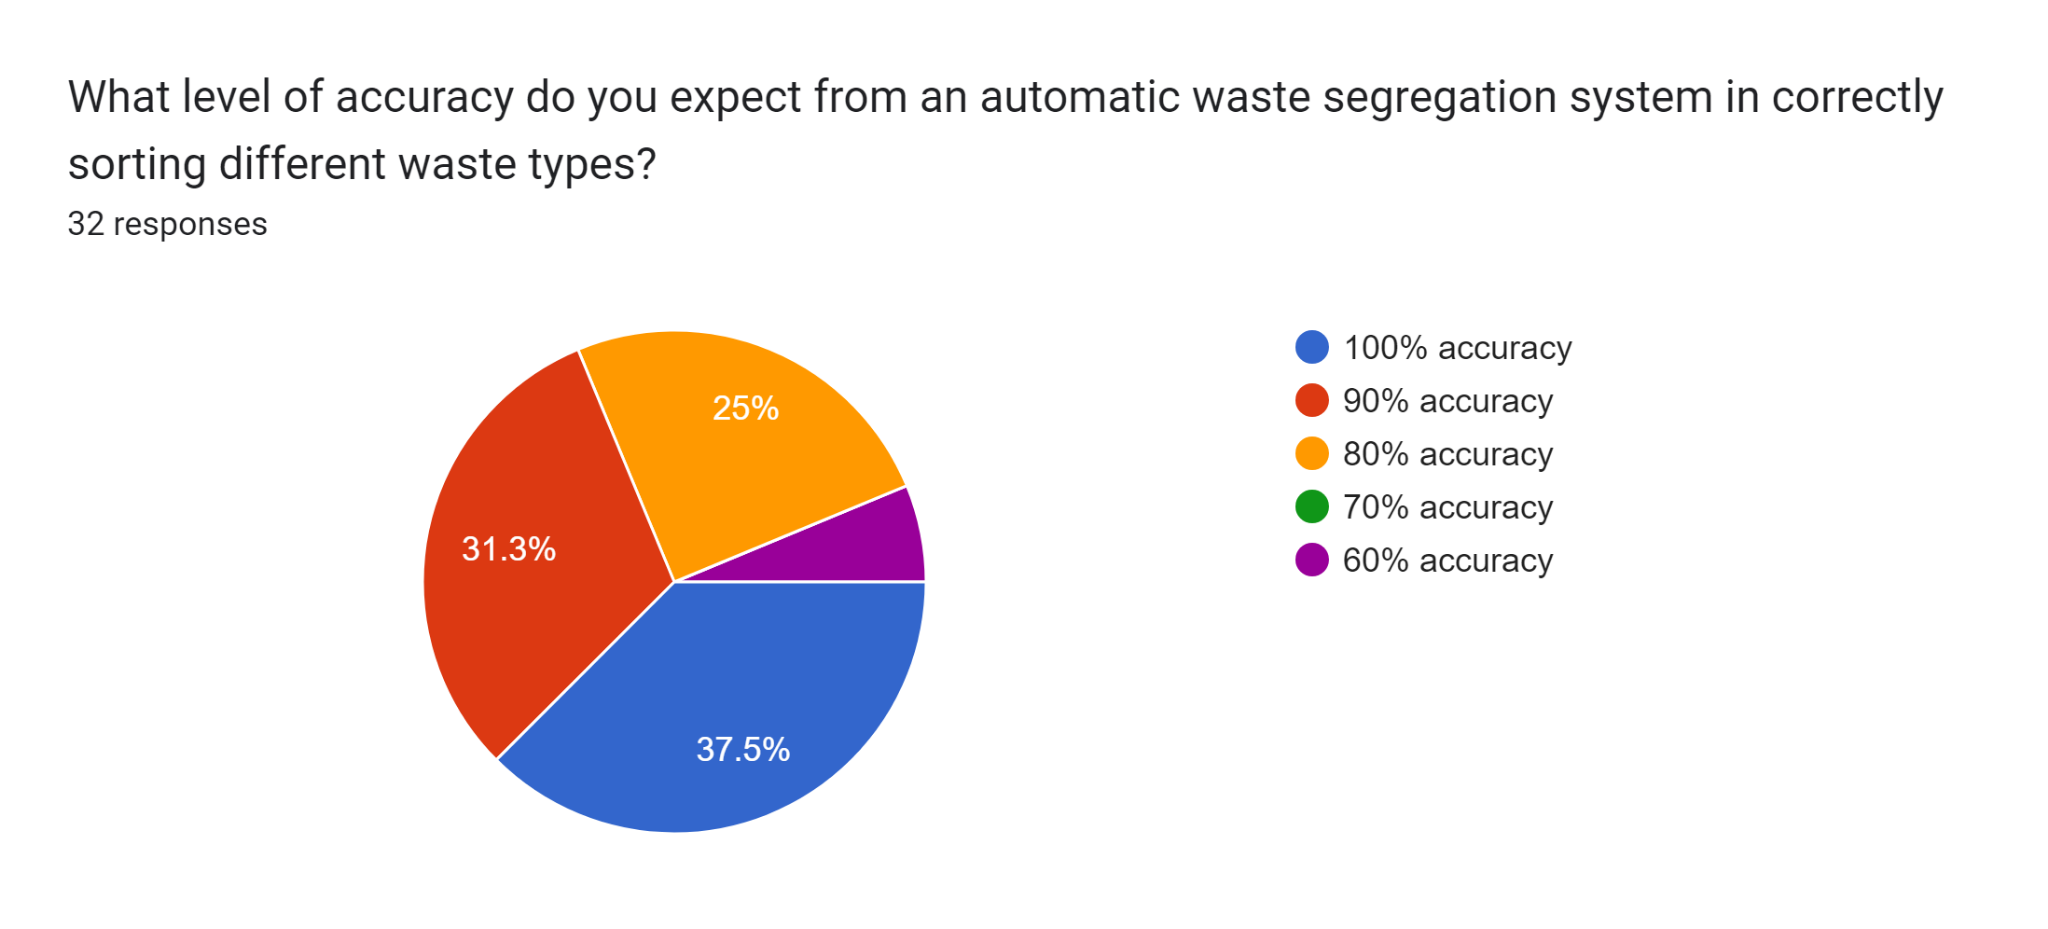 What level of accuracy do you expect from an automatic waste segregation system in correctly
sorting different waste types?
32 responses
25%
31.3%
37.5%
100% accuracy
90% accuracy
80% accuracy
70% accuracy
60% accuracy